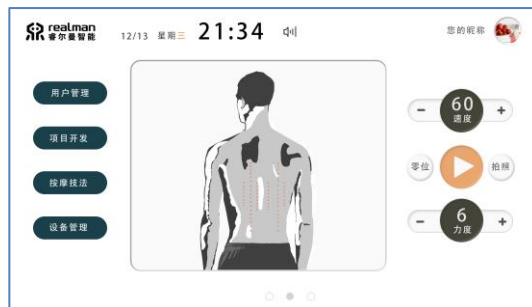 realman
睿尔曼智能
12/13 星期三 21:34
您的昵称
用户管理
项目开发
按摩技法
设备管理
- 60 +
速度
零位
拍照
- 6 +
力度